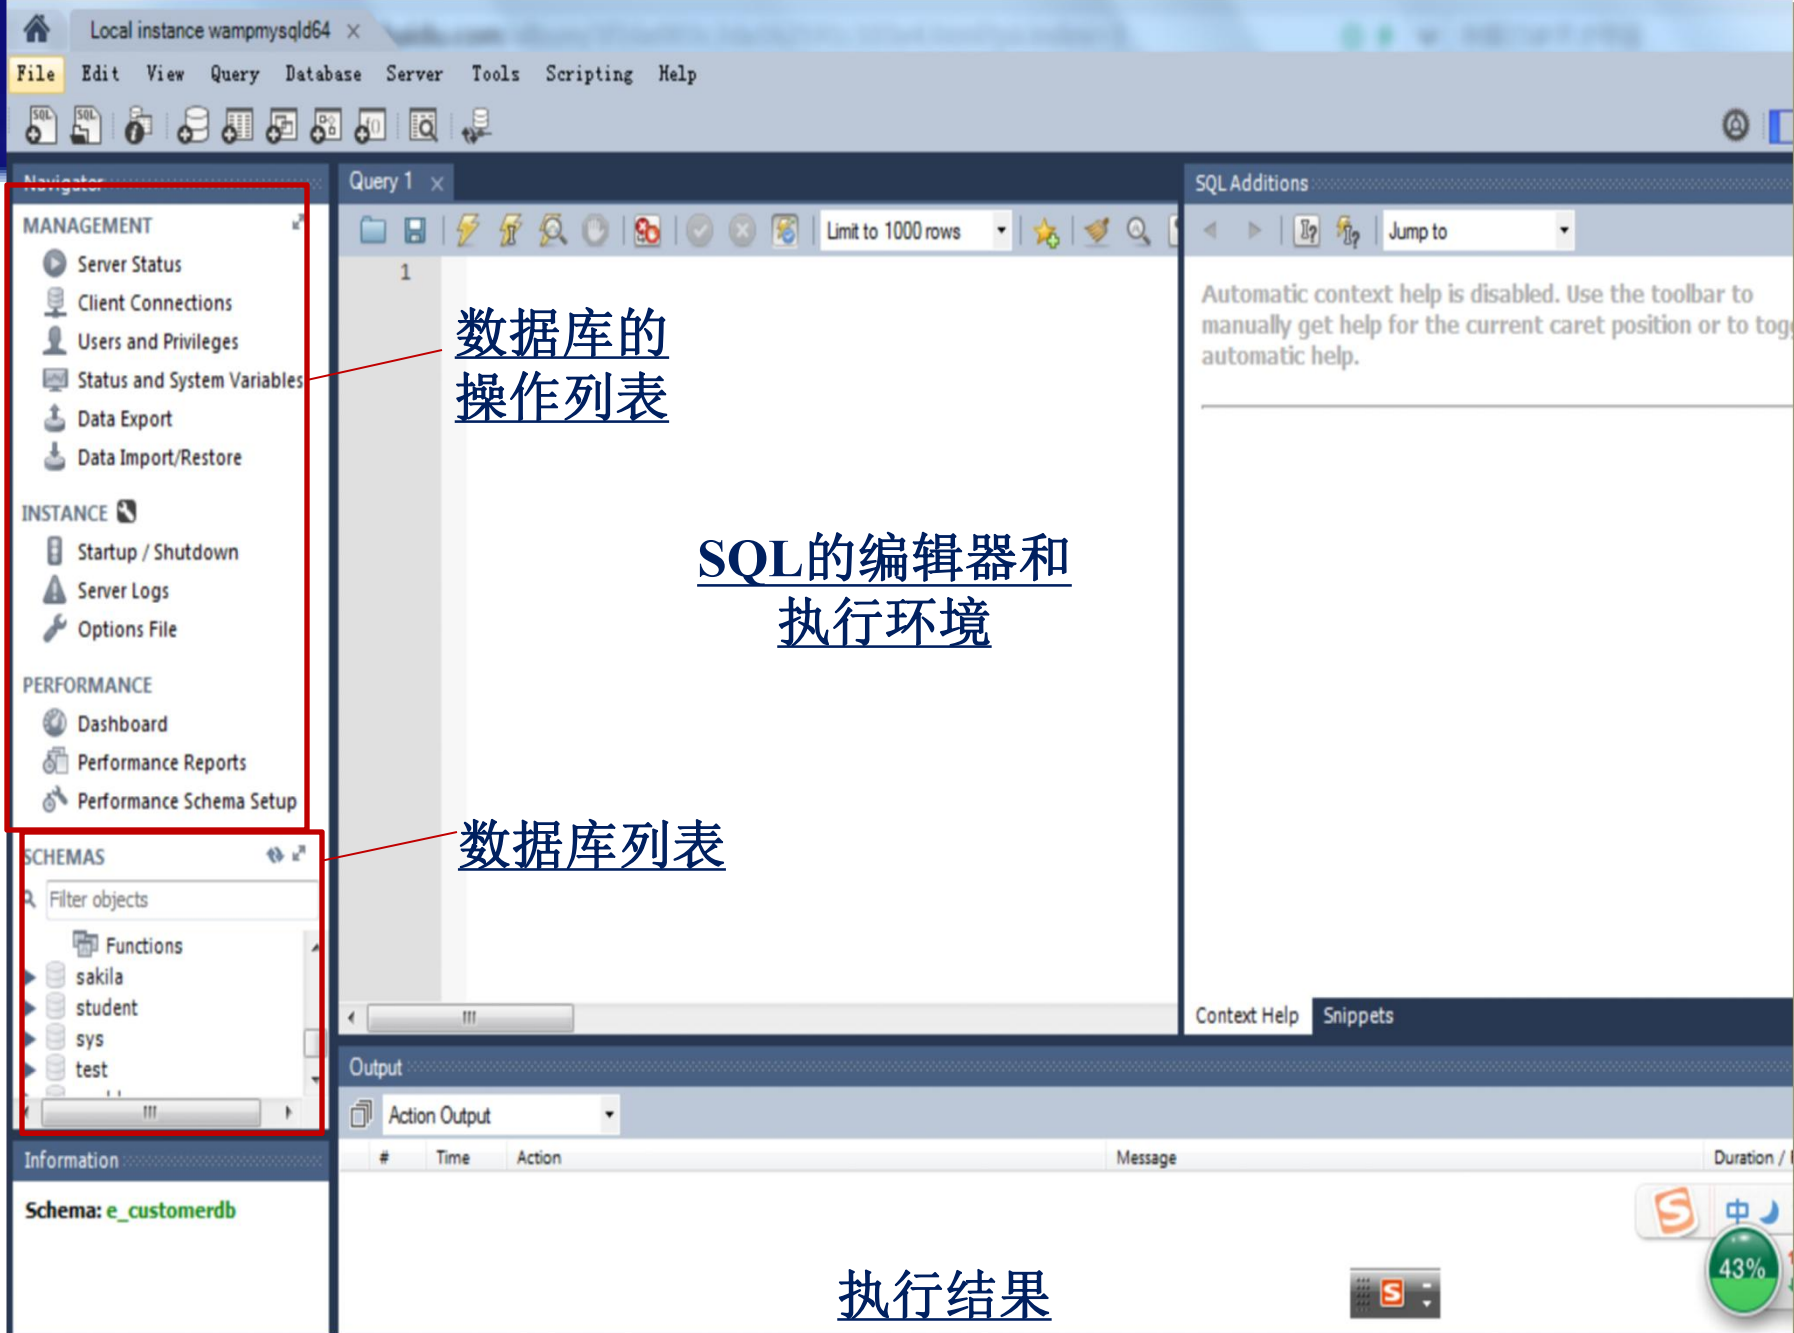 Local instance wampmysqld64
File Edit View Query Database Server Tools Scripting Help
Navigator
MANAGEMENT
Server Status
Client Connections
Users and Privileges
Status and System Variables
Data Export
Data Import/Restore
INSTANCE
Startup / Shutdown
Server Logs
Options File
PERFORMANCE
Dashboard
Performance Reports
Performance Schema Setup
SCHEMAS
Filter objects
Functions
sakila
student
sys
test
Information
Schema: e_customerdb
Query 1
Limit to 1000 rows
1
数据库的
操作列表
SQL的编辑器和
执行环境
数据库列表
SQL Additions
Jump to
Automatic context help is disabled. Use the toolbar to
manually get help for the current caret position or to togg
automatic help.
Context Help Snippets
Output
Action Output
# Time Action Message Duration /
中
43%
执行结果